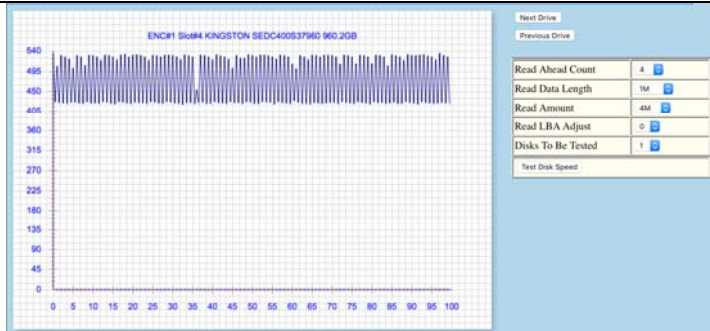 ENC#1 Slot#4 KINGSTON SEDC400S37960 960.2GB
540
495
450
405
360
315
270
225
180
135
90
45
0
0 5 10 15 20 25 30 35 40 45 50 55 60 65 70 75 80 85 90 95 100
Next Drive
Previous Drive
Read Ahead Count 4
Read Data Length 1M
Read Amount 4M
Read LBA Adjust 0
Disks To Be Tested 1
Test Disk Speed